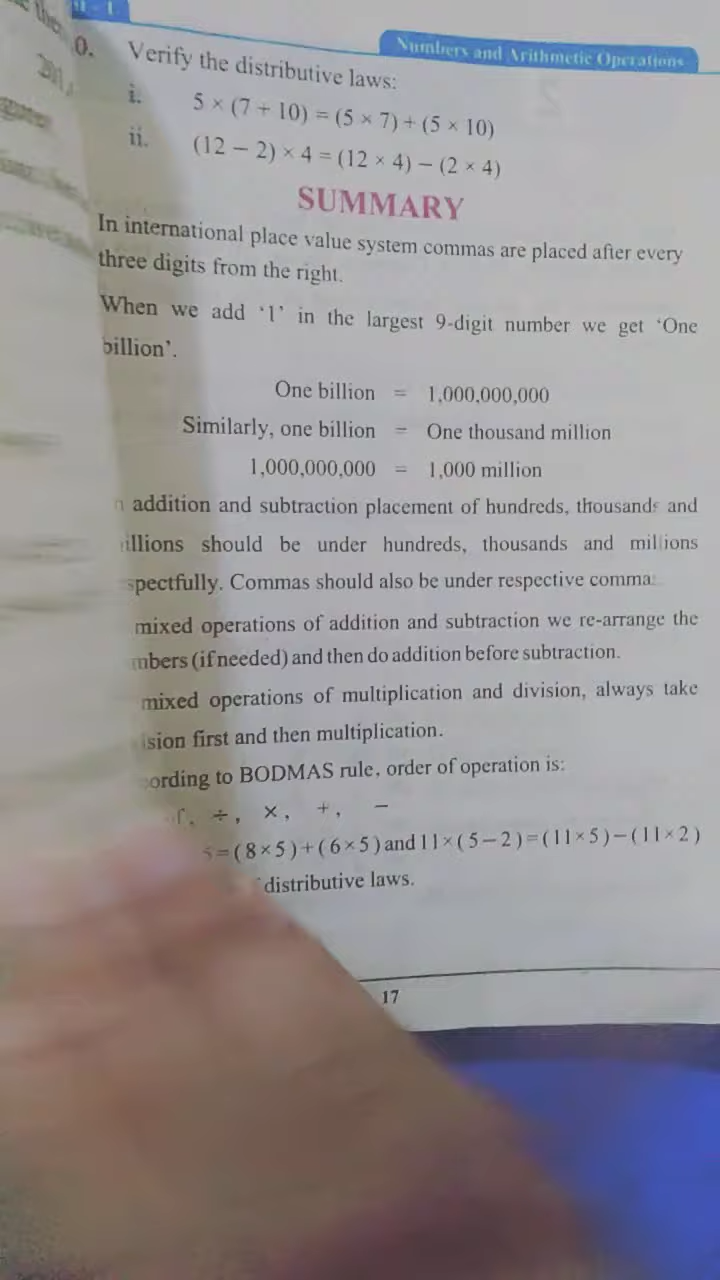 Numbers and Arithmetic Operations
0. Verify the distributive laws:
i. 5 × (7 + 10) = (5 × 7) + (5 × 10)
ii. (12 − 2) × 4 = (12 × 4) − (2 × 4)
SUMMARY
In international place value system commas are placed after every
three digits from the right.
When we add ‘1’ in the largest 9-digit number we get ‘One
billion’.
One billion = 1,000,000,000
Similarly, one billion = One thousand million
1,000,000,000 = 1,000 million
addition and subtraction placement of hundreds, thousands and
illions should be under hundreds, thousands and millions
spectfully. Commas should also be under respective comma
mixed operations of addition and subtraction we re-arrange the
mbers (if needed) and then do addition before subtraction.
mixed operations of multiplication and division, always take
ision first and then multiplication.
ording to BODMAS rule, order of operation is:
÷, ×, +, −
5=(8×5)+(6×5) and 11×(5−2)=(11×5)−(11×2)
distributive laws.
17